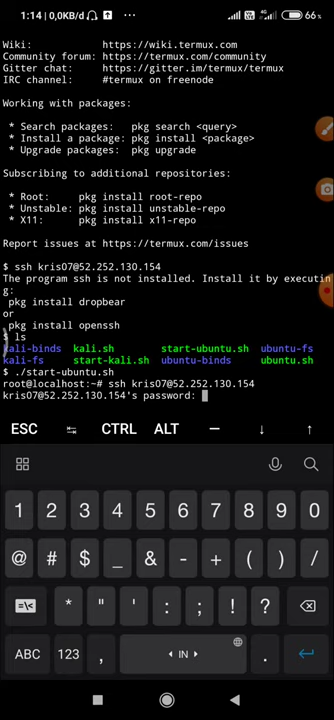 1:14 | 0,0KB/d ...
4G
66%
Wiki: https://wiki.termux.com
Community forum: https://termux.com/community
Gitter chat: https://gitter.im/termux/termux
IRC channel: #termux on freenode
Working with packages:
* Search packages: pkg search <query>
* Install a package: pkg install <package>
* Upgrade packages: pkg upgrade
Subscribing to additional repositories:
* Root: pkg install root-repo
* Unstable: pkg install unstable-repo
* X11: pkg install x11-repo
Report issues at https://termux.com/issues
$ ssh kris07@52.252.130.154
The program ssh is not installed. Install it by executin
g:
pkg install dropbear
or
pkg install openssh
$ ls
kali-binds kali.sh start-ubuntu.sh ubuntu-fs
kali-fs start-kali.sh ubuntu-binds ubuntu.sh
$ ./start-ubuntu.sh
root@localhost:~# ssh kris07@52.252.130.154
kris07@52.252.130.154's password:
ESC CTRL ALT — ↓ ↑
1 2 3 4 5 6 7 8 9 0
@ # $ _ & - + ( ) /
=\< * " ' : ; ! ?
ABC 123 , IN .